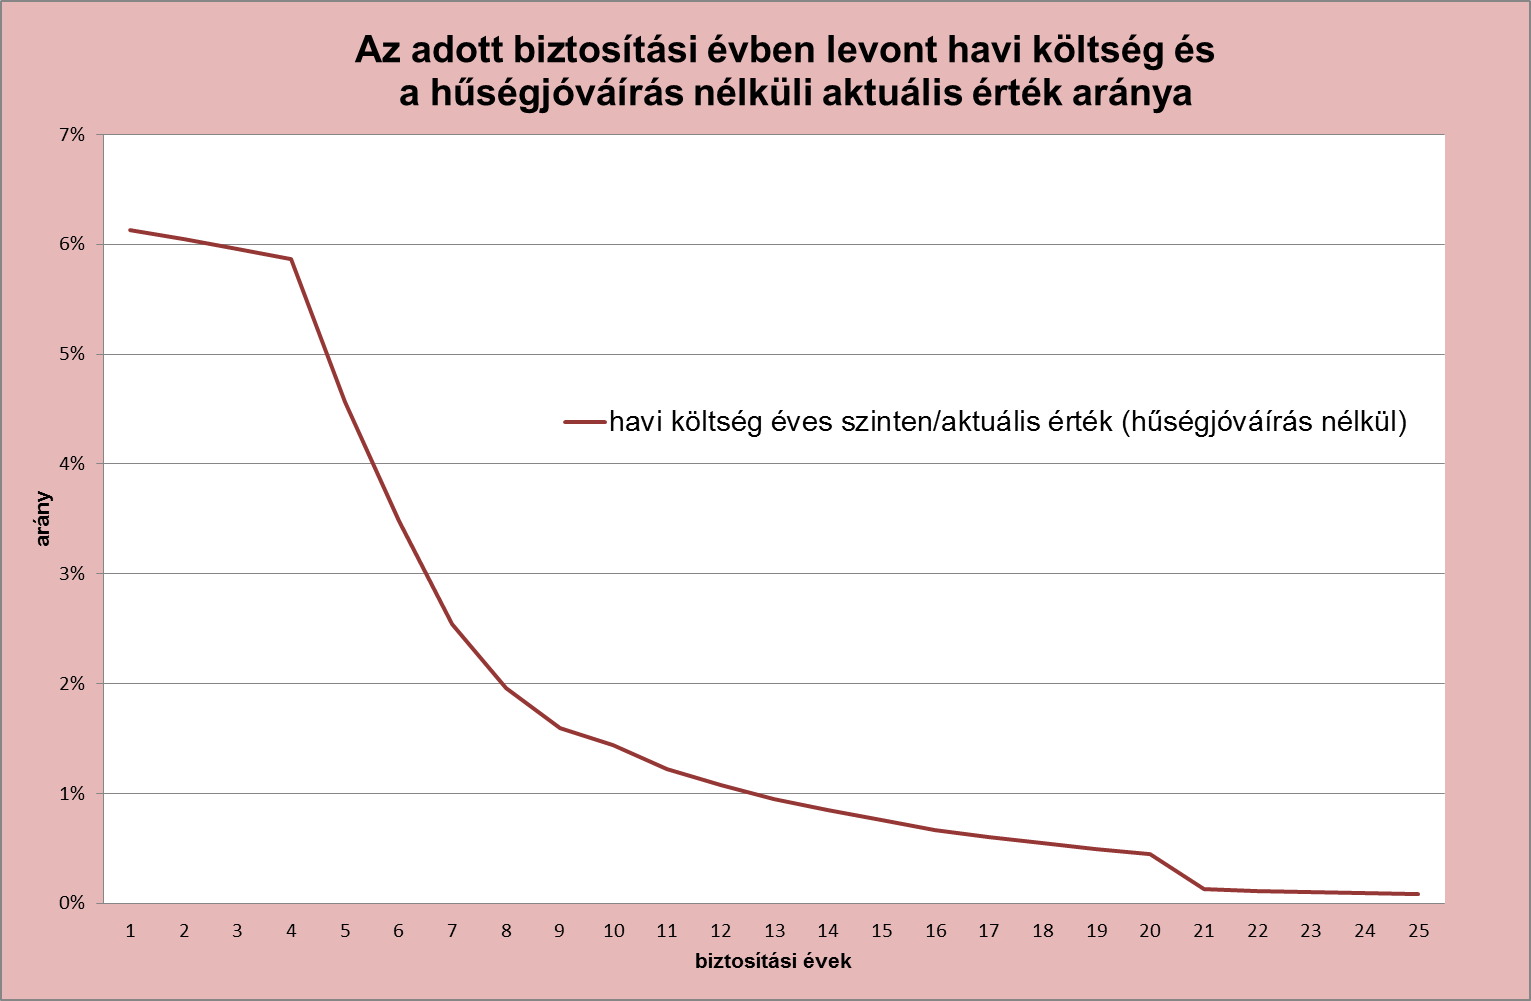 Az adott biztosítási évben levont havi költség és
a hűségjóváírás nélküli aktuális érték aránya
7%
6%
5%
4%
3%
2%
1%
0%
arány
havi költség éves szinten/aktuális érték (hűségjóváírás nélkül)
1 2 3 4 5 6 7 8 9 10 11 12 13 14 15 16 17 18 19 20 21 22 23 24 25
biztosítási évek